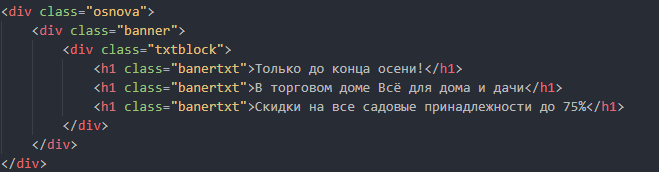 <div class="osnova">
<div class="banner">
<div class="txtblock">
<h1 class="banertxt">Только до конца осени!</h1>
<h1 class="banertxt">В торговом доме Всё для дома и дачи</h1>
<h1 class="banertxt">Скидки на все садовые принадлежности до 75%</h1>
</div>
</div>
</div>